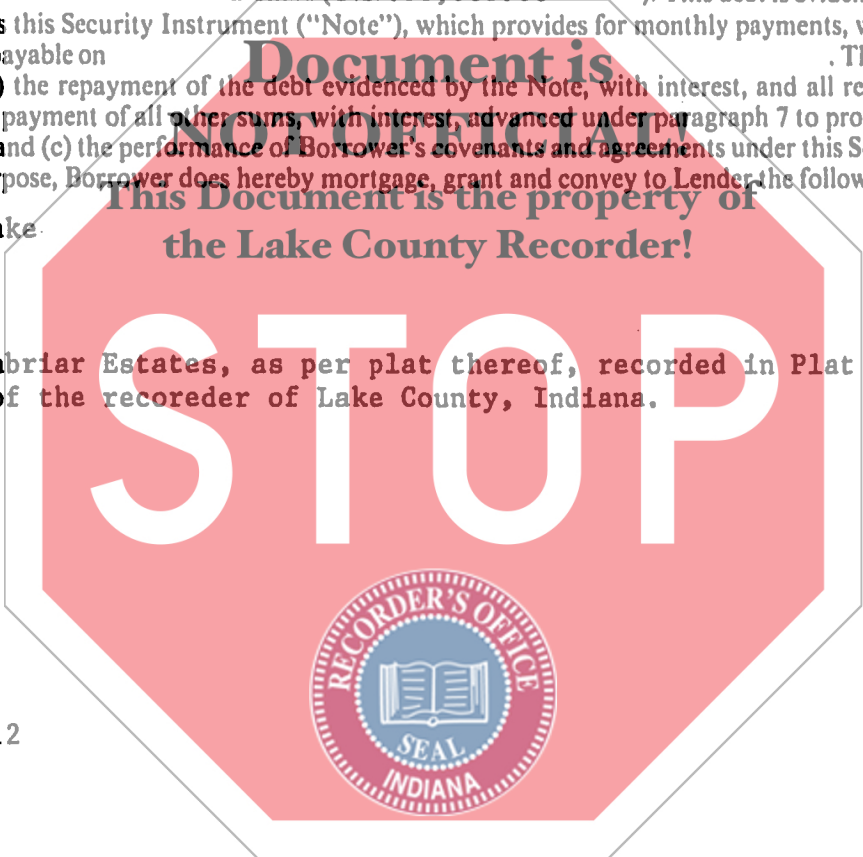 s this Security Instrument ("Note"), which provides for monthly payments, v
ayable on . Th
) the repayment of the debt evidenced by the Note, with interest, and all re
payment of all other sums, with interest, advanced under paragraph 7 to pro
and (c) the performance of Borrower's covenants and agreements under this S
pose, Borrower does hereby mortgage, grant and convey to Lender the follow
Document is
NOT OFFICIAL!
This Document is the property of
the Lake County Recorder!
ake
STOP
briar Estates, as per plat thereof, recorded in Plat
of the recoreder of Lake County, Indiana.
RECORDER'S OFFICE
SEAL
INDIANA
.2